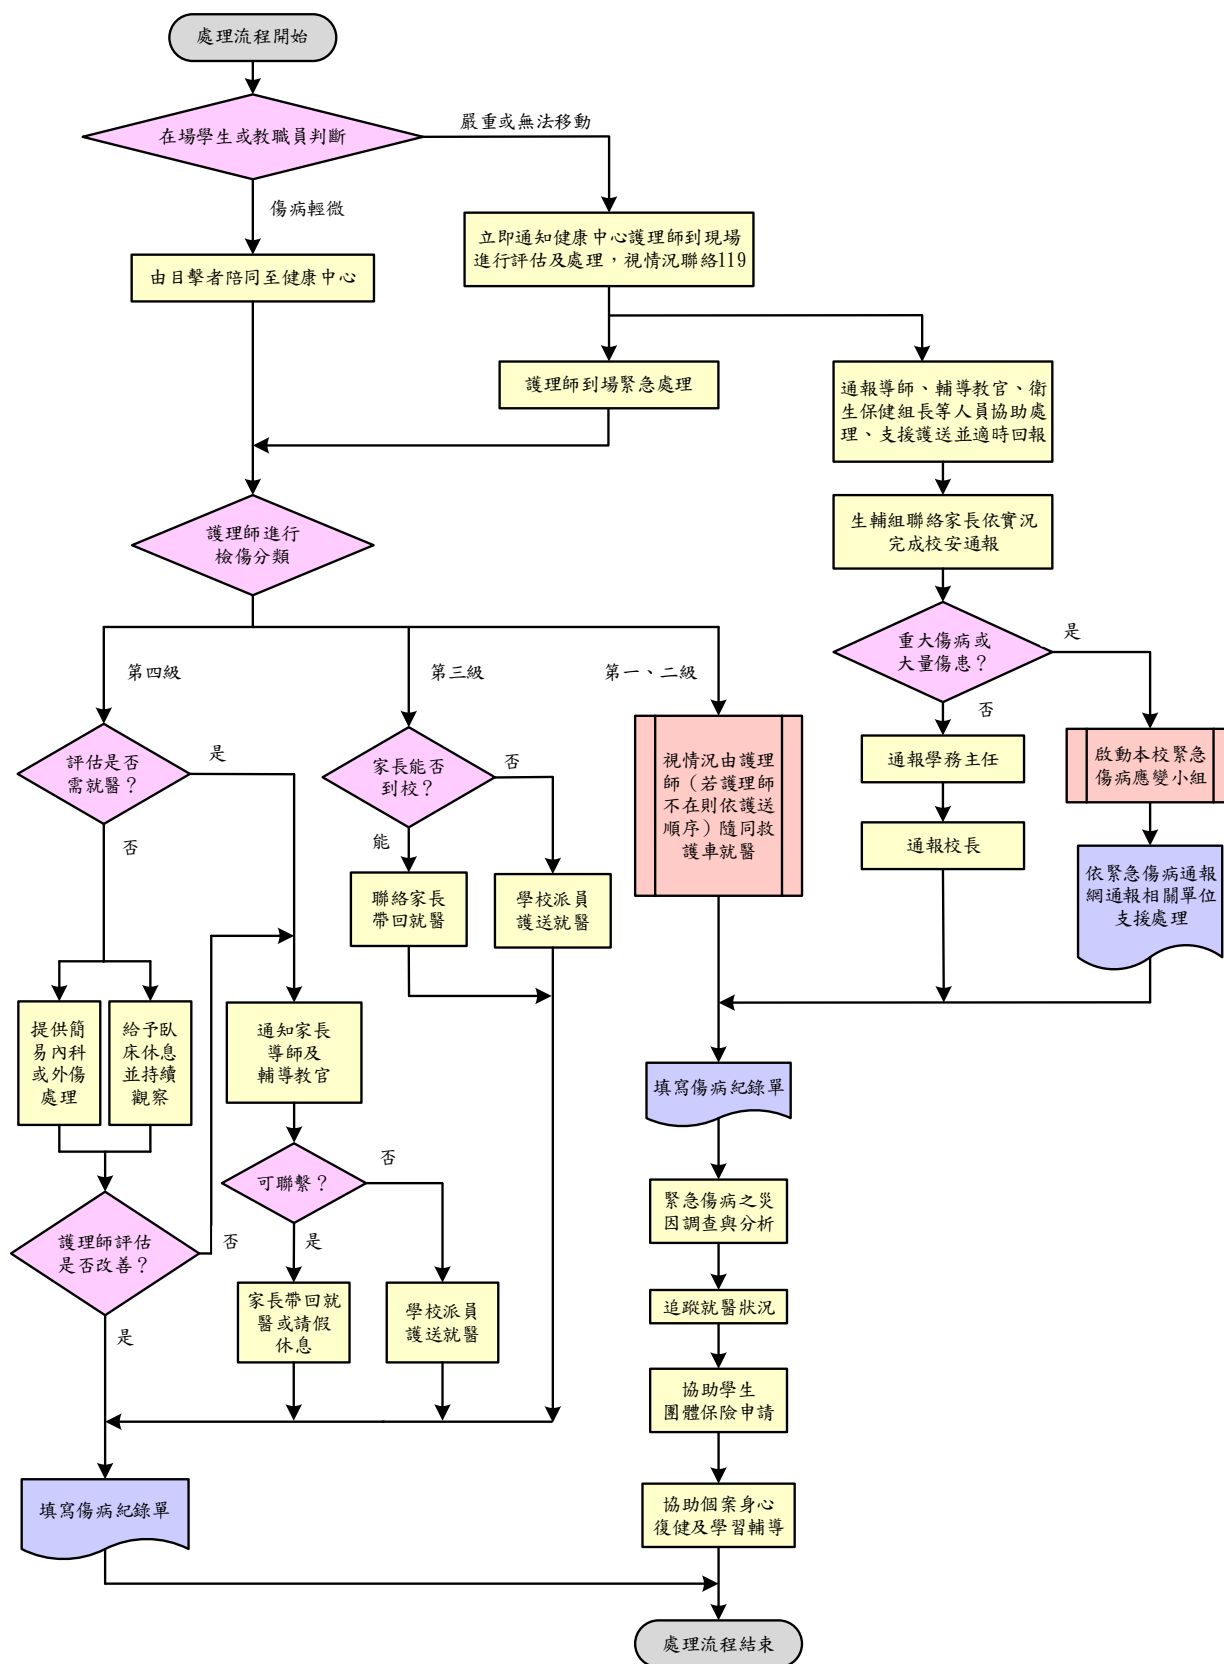 處理流程開始
在場學生或教職員判斷
嚴重或無法移動
傷病輕微
立即通知健康中心護理師到現場
進行評估及處理，視情況聯絡119
由目擊者陪同至健康中心
護理師到場緊急處理
通報導師、輔導教官、衛
生保健組長等人員協助處
理、支援護送並適時回報
護理師進行
檢傷分類
生輔組聯絡家長依實況
完成校安通報
重大傷病或
大量傷患？
是
否
第四級
第三級
第一、二級
評估是否
需就醫？
是
否
家長能否
到校？
否
能
視情況由護理
師（若護理師
不在則依護送
順序）隨同救
護車就醫
通報學務主任
啟動本校緊急
傷病應變小組
通報校長
聯絡家長
帶回就醫
學校派員
護送就醫
依緊急傷病通報
網通報相關單位
支援處理
提供簡
易內科
或外傷
處理
給予臥
床休息
並持續
觀察
通知家長
導師及
輔導教官
填寫傷病紀錄單
可聯繫？
否
是
護理師評估
是否改善？
否
是
緊急傷病之災
因調查與分析
家長帶回就
醫或請假
休息
學校派員
護送就醫
追蹤就醫狀況
協助學生
團體保險申請
填寫傷病紀錄單
協助個案身心
復健及學習輔導
處理流程結束